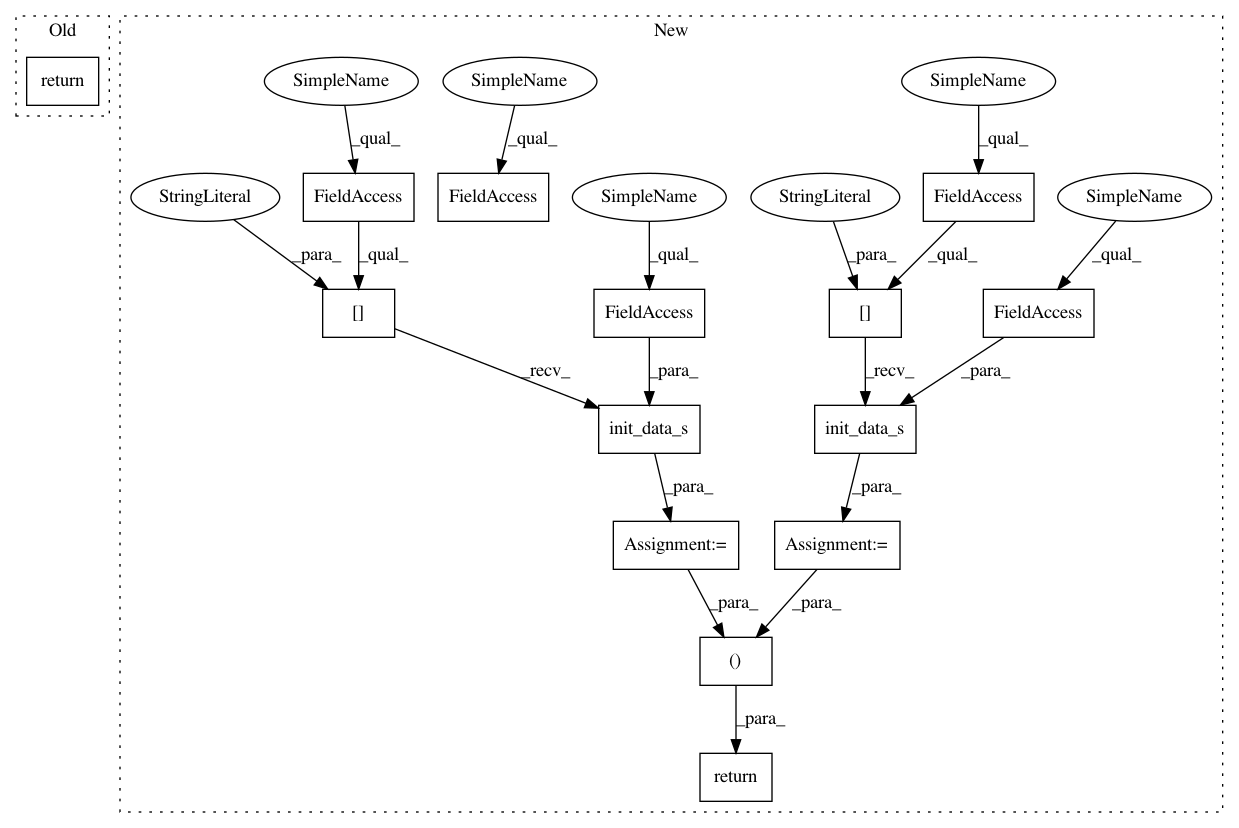 Old
New
return
SimpleName
SimpleName
SimpleName
_qual_
_qual_
_qual_
StringLiteral
FieldAccess
FieldAccess
SimpleName
StringLiteral
FieldAccess
SimpleName
_para_
_qual_
_qual_
_para_
_qual_
_qual_
[]
FieldAccess
[]
FieldAccess
_recv_
_para_
_recv_
_para_
init_data_s
init_data_s
_para_
_para_
Assignment:=
Assignment:=
_para_
_para_
()
_para_
return